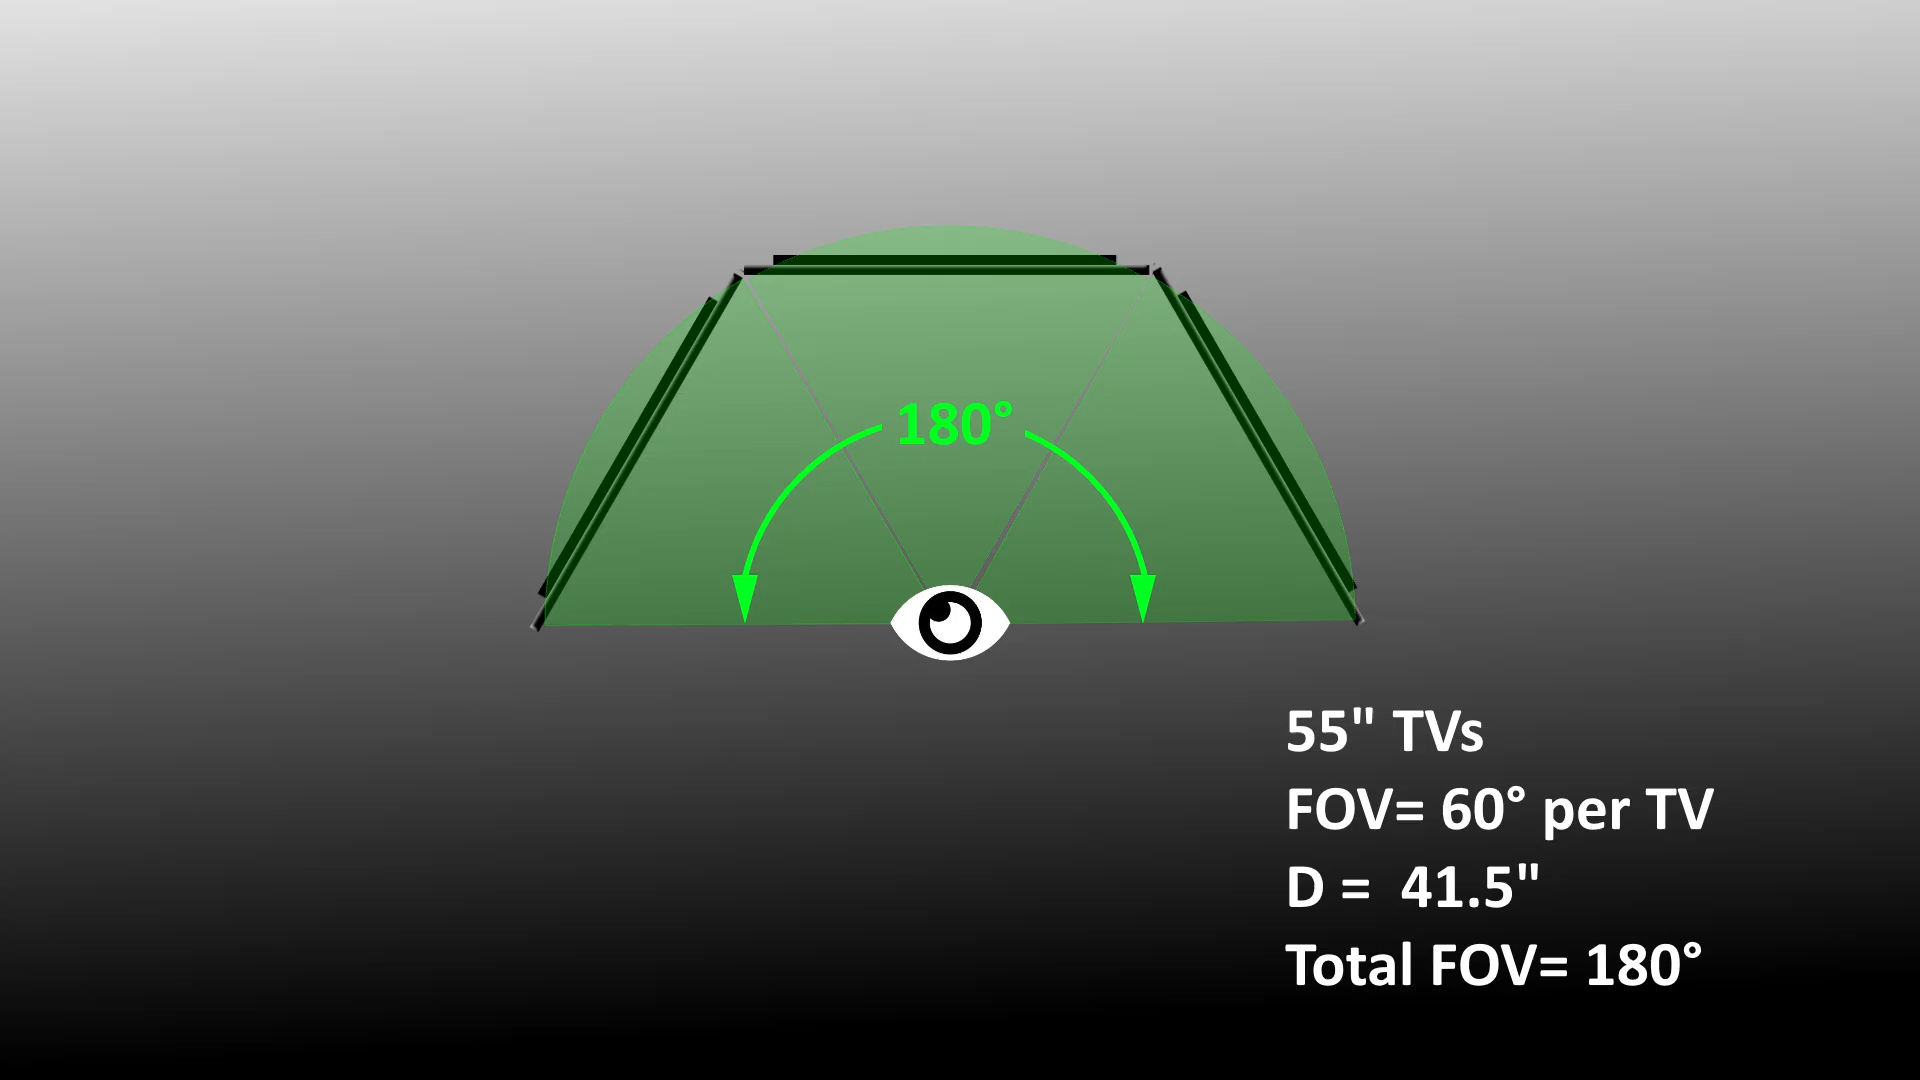 180°
55" TVs
FOV= 60° per TV
D =  41.5"
Total FOV= 180°